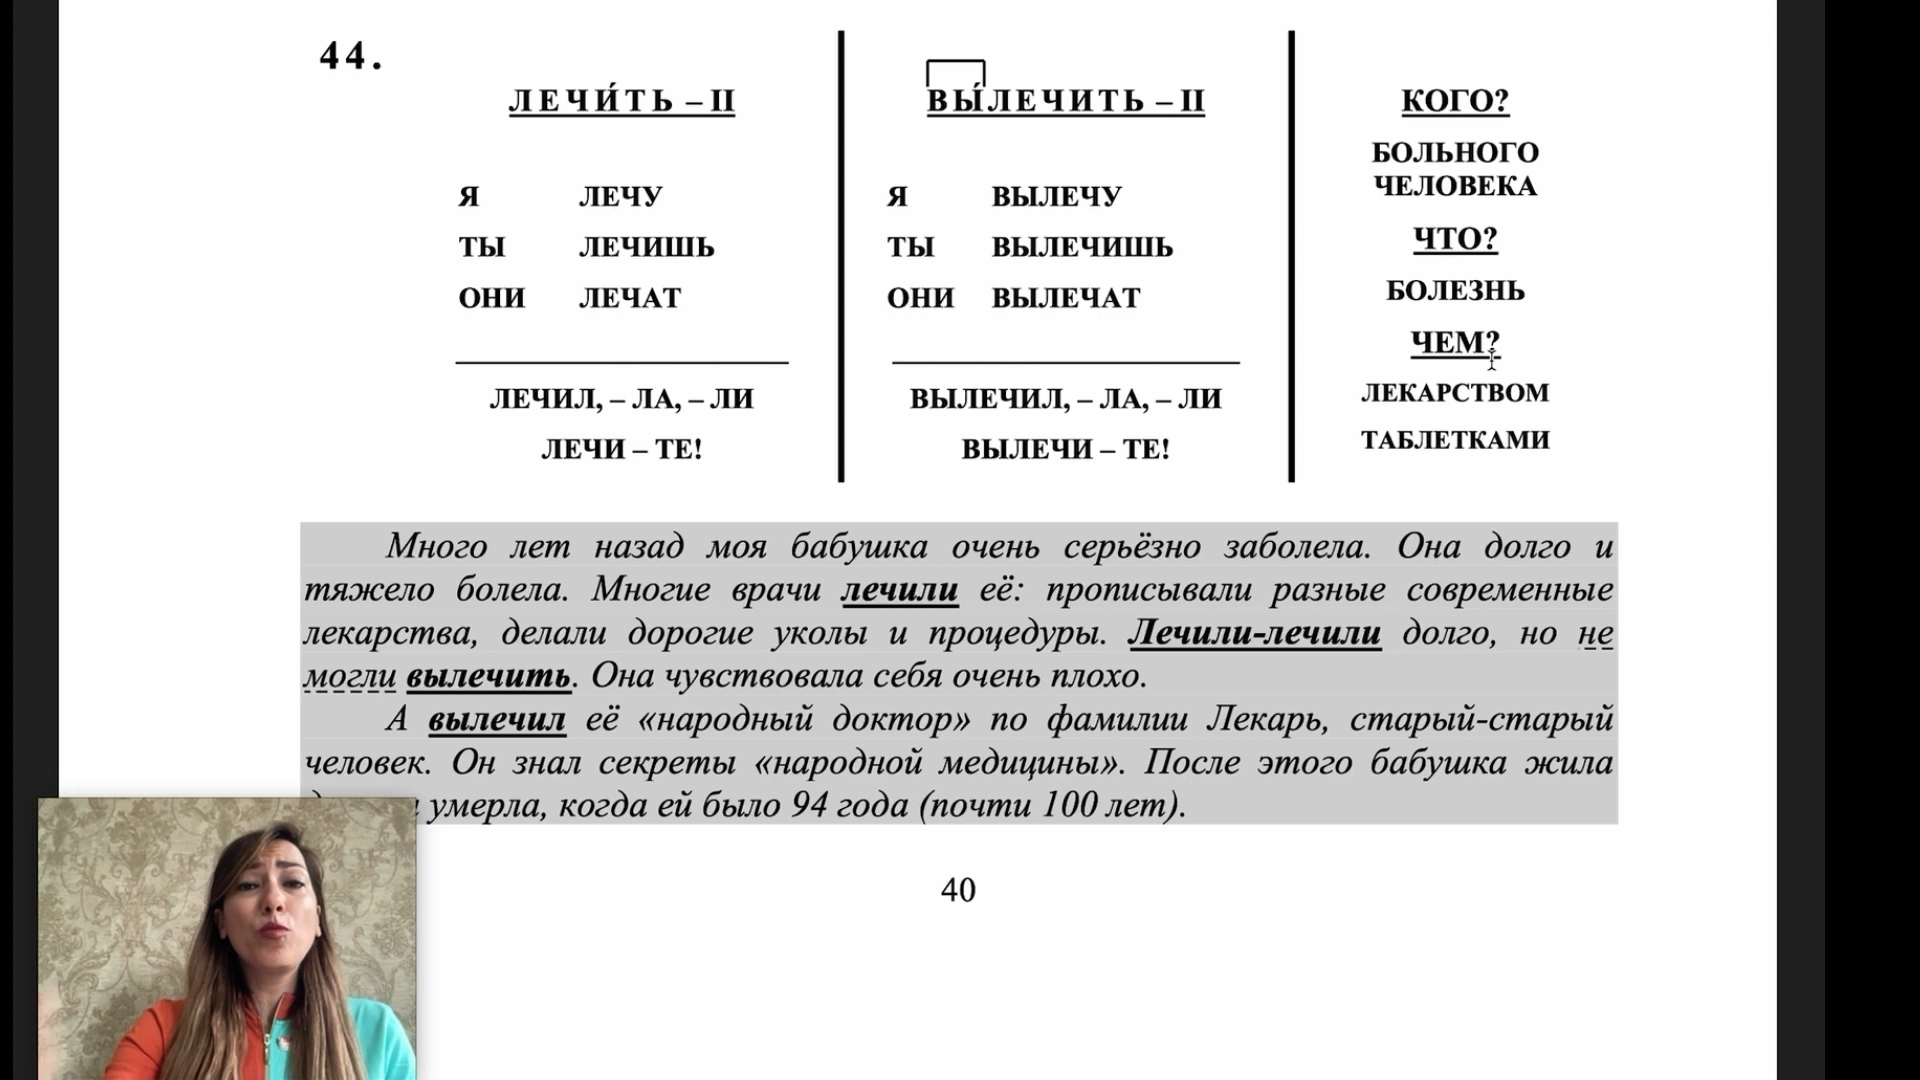 44.
ЛЕЧИ́ТЬ – II
Я ЛЕЧУ
ТЫ ЛЕЧИШЬ
ОНИ ЛЕЧАТ
ЛЕЧИЛ, – ЛА, – ЛИ
ЛЕЧИ – ТЕ!
ВЫ́ЛЕЧИТЬ – II
Я ВЫЛЕЧУ
ТЫ ВЫЛЕЧИШЬ
ОНИ ВЫЛЕЧАТ
ВЫЛЕЧИЛ, – ЛА, – ЛИ
ВЫЛЕЧИ – ТЕ!
КОГО?
БОЛЬНОГО
ЧЕЛОВЕКА
ЧТО?
БОЛЕЗНЬ
ЧЕМ?
ЛЕКАРСТВОМ
ТАБЛЕТКАМИ
Много лет назад моя бабушка очень серьёзно заболела. Она долго и
тяжело болела. Многие врачи лечили её: прописывали разные современные
лекарства, делали дорогие уколы и процедуры. Лечили-лечили долго, но не
могли вылечить. Она чувствовала себя очень плохо.
А вылечил её «народный доктор» по фамилии Лекарь, старый-старый
человек. Он знал секреты «народной медицины». После этого бабушка жила
умерла, когда ей было 94 года (почти 100 лет).
40